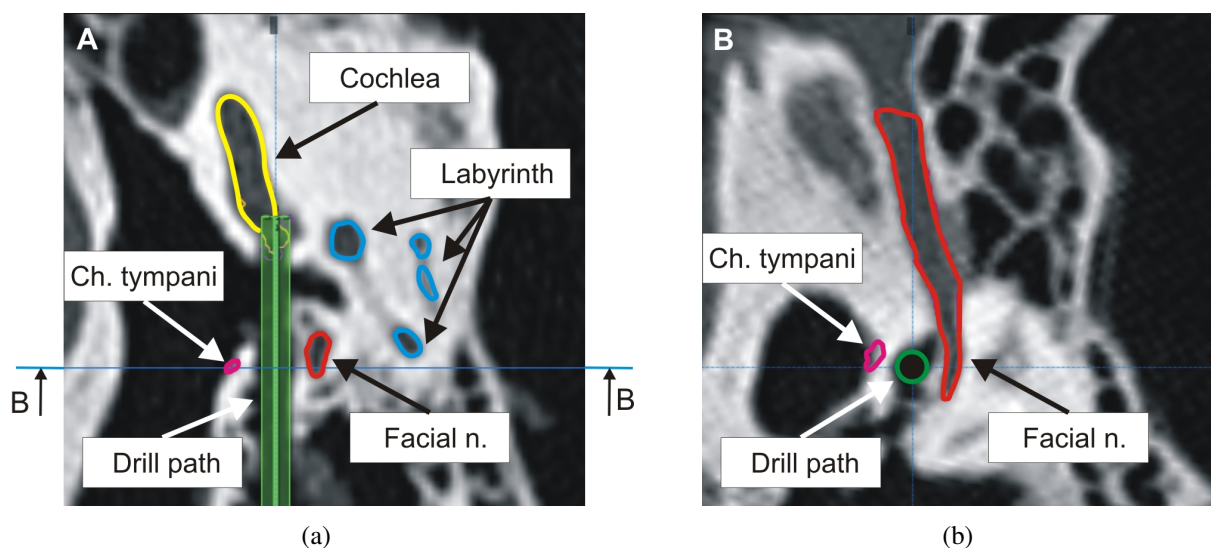 A
Cochlea
Labyrinth
Ch. tympani
B
B
Facial n.
Drill path
(a)
B
Ch. tympani
Facial n.
Drill path
(b)